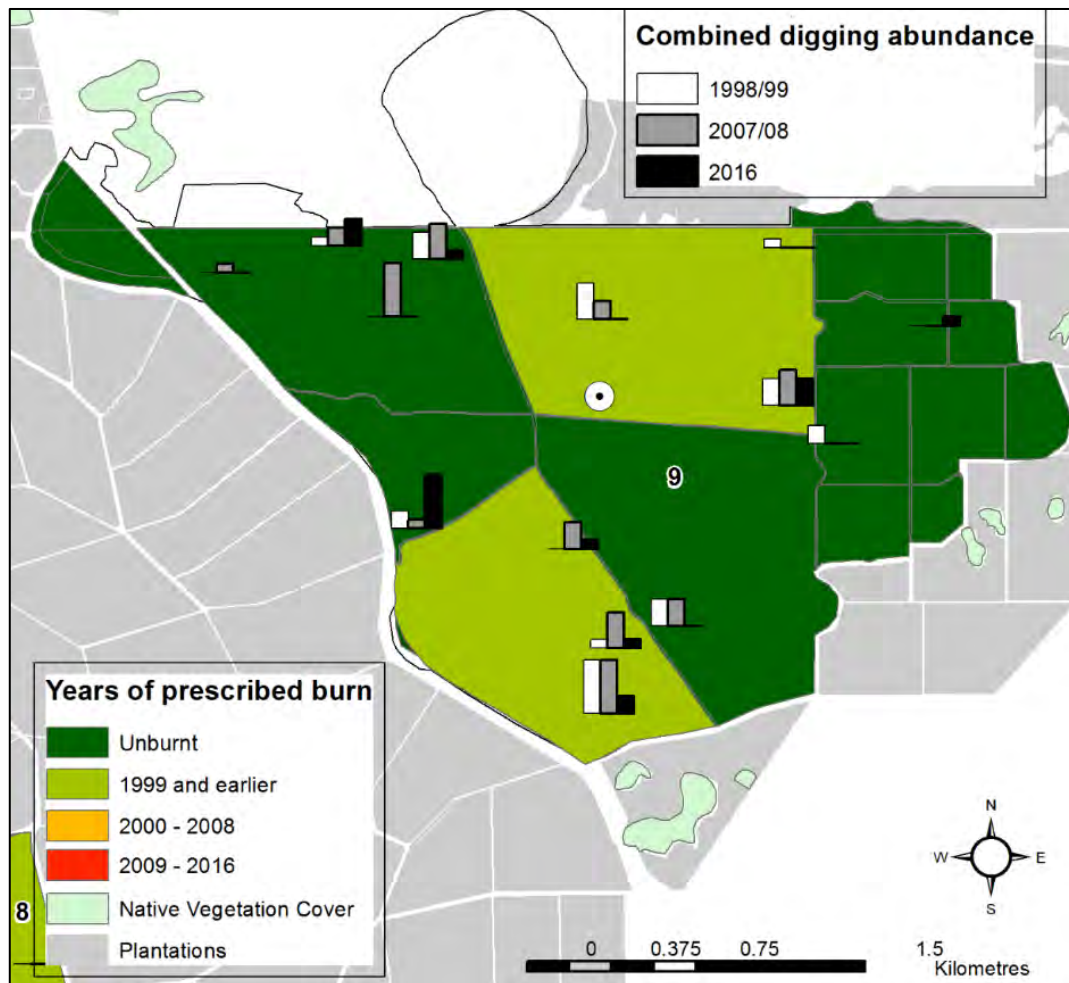 Combined digging abundance
1998/99
2007/08
2016
9
Years of prescribed burn
Unburnt
1999 and earlier
2000 - 2008
2009 - 2016
Native Vegetation Cover
Plantations
8
N
W E
S
0 0.375 0.75 1.5
Kilometres